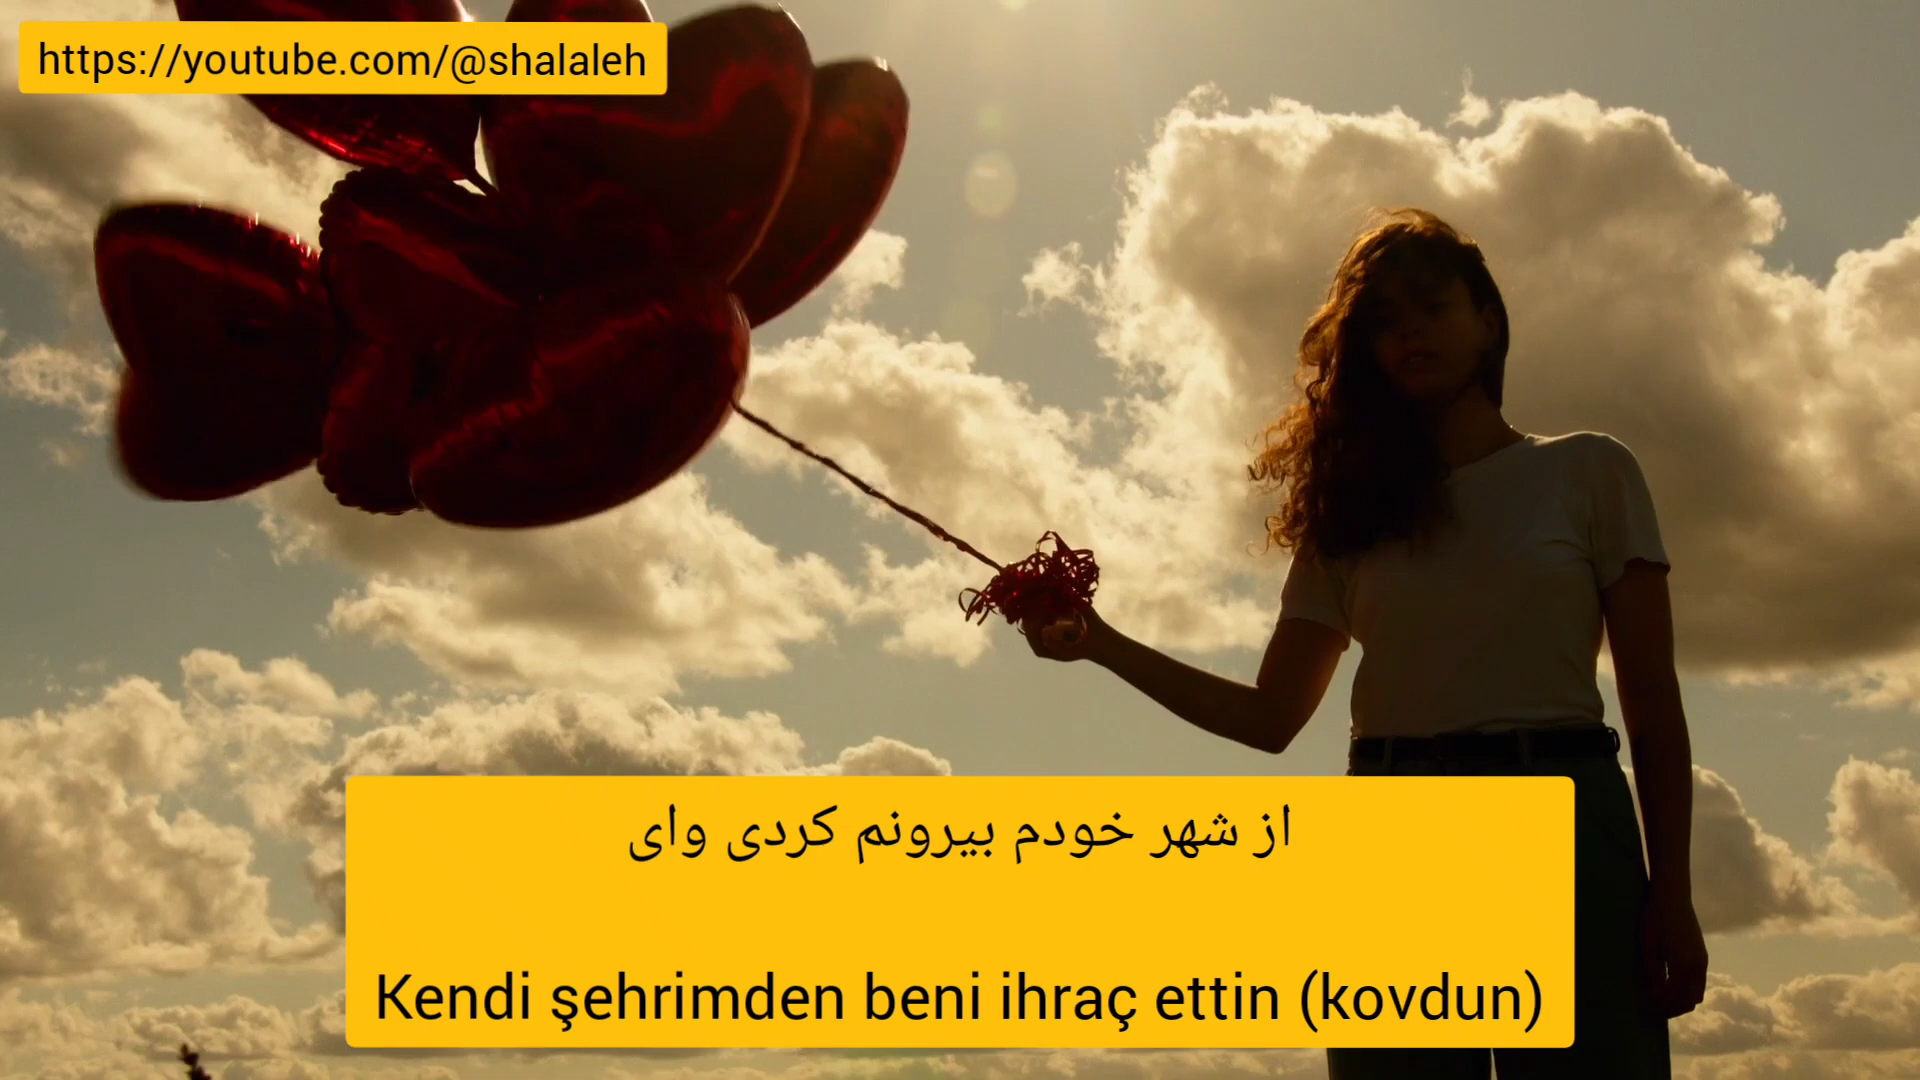 https://youtube.com/@shalaleh
از شهر خودم بیرونم کردی وای
Kendi şehrimden beni ihraç ettin (kovdun)